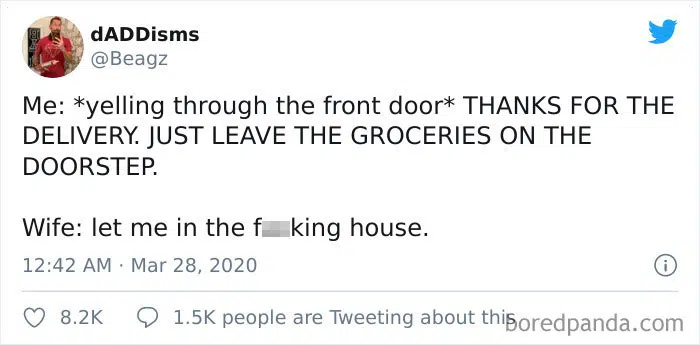 dADDisms
@Beagz
Me: *yelling through the front door* THANKS FOR THE
DELIVERY. JUST LEAVE THE GROCERIES ON THE
DOORSTEP.
Wife: let me in the f king house.
12:42 AM · Mar 28, 2020
8.2K 1.5K people are Tweeting about this
boredpanda.com